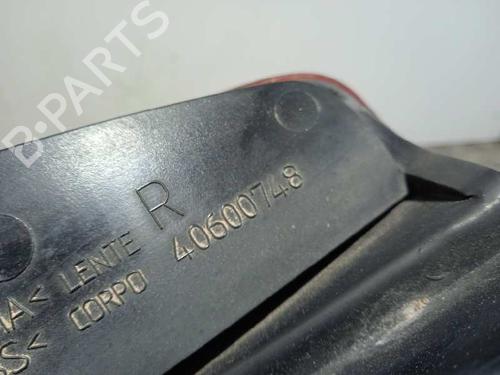 B-PARTS
R
LENTE
CORPO
40600748